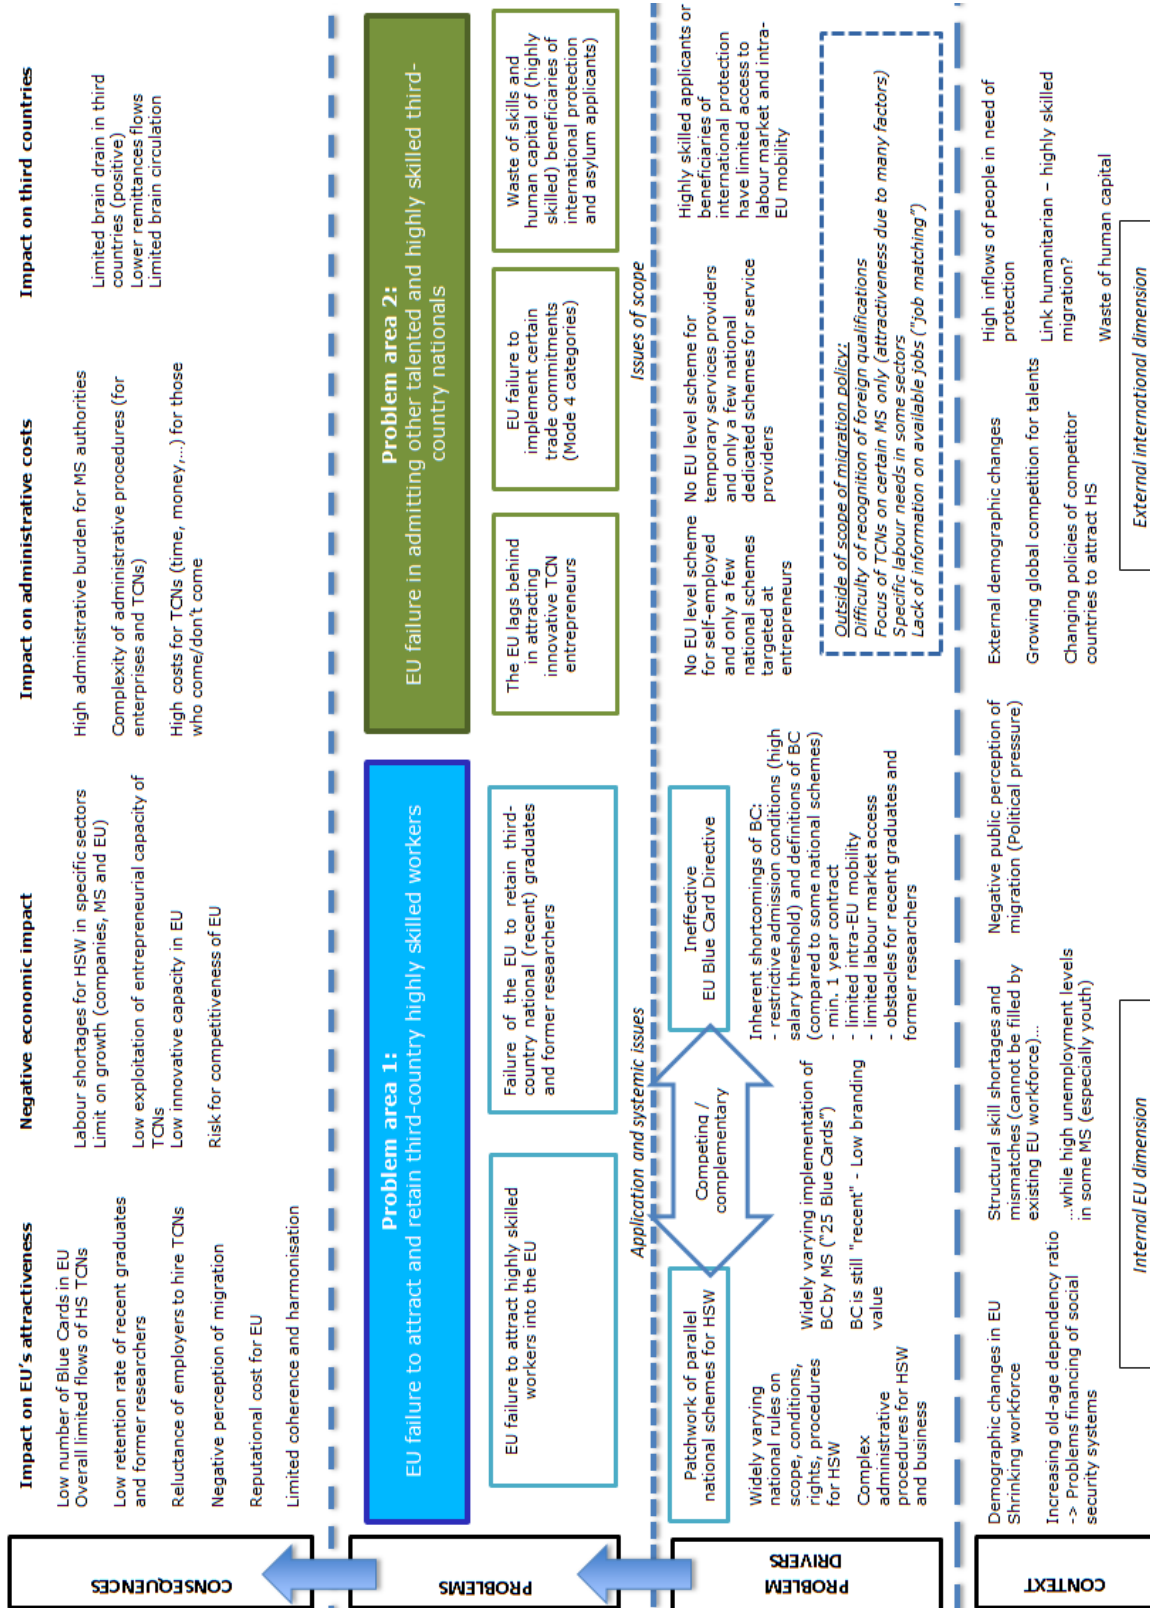 CONSEQUENCES
Impact on EU's attractiveness
Low number of Blue Cards in EU
Overall limited flows of HS TCNs
Low retention rate of recent graduates
and former researchers
Reluctance of employers to hire TCNs
Negative perception of migration
Reputational cost for EU
Limited coherence and harmonisation
Negative economic impact
Labour shortages for HSW in specific sectors
Limit on growth (companies, MS and EU)
Low exploitation of entrepreneurial capacity of
TCNs
Low innovative capacity in EU
Risk for competitiveness of EU
Impact on administrative costs
High administrative burden for MS authorities
Complexity of administrative procedures (for
enterprises and TCNs)
High costs for TCNs (time, money,...) for those
who come/don't come
Impact on third countries
Limited brain drain in third
countries (positive)
Lower remittances flows
Limited brain circulation
PROBLEMS
Problem area 1:
EU failure to attract and retain third-country highly skilled workers
Problem area 2:
EU failure in admitting other talented and highly skilled third-
country nationals
EU failure to attract highly skilled
workers into the EU
Failure of the EU to retain third-
country national (recent) graduates
and former researchers
The EU lags behind
in attracting
innovative TCN
entrepreneurs
EU failure to
implement certain
trade commitments
(Mode 4 categories)
Waste of skills and
human capital of (highly
skilled) beneficiaries of
international protection
and asylum applicants)
Application and systemic issues
Issues of scope
PROBLEM
DRIVERS
Patchwork of parallel
national schemes for HSW
Competing /
complementary
Ineffective
EU Blue Card Directive
Widely varying
national rules on
scope, conditions,
rights, procedures
for HSW
Complex
administrative
procedures for HSW
and business
Widely varying implementation of
BC by MS ("25 Blue Cards")
BC is still "recent" - Low branding
value
Inherent shortcomings of BC:
- restrictive admission conditions (high
salary threshold) and definitions of BC
(compared to some national schemes)
- min. 1 year contract
- limited intra-EU mobility
- limited labour market access
- obstacles for recent graduates and
former researchers
No EU level scheme
for self-employed
and only a few
national schemes
targeted at
entrepreneurs
No EU level scheme for
temporary services providers
and only a few national
dedicated schemes for service
providers
Highly skilled applicants or
beneficiaries of
international protection
have limited access to
labour market and intra-
EU mobility
Outside of scope of migration policy:
Difficulty of recognition of foreign qualifications
Focus of TCNs on certain MS only (attractiveness due to many factors)
Specific labour needs in some sectors
Lack of information on available jobs ("job matching")
CONTEXT
Demographic changes in EU
Shrinking workforce
Increasing old-age dependency ratio
-> Problems financing of social
security systems
Structural skill shortages and
mismatches (cannot be filled by
existing EU workforce)...
...while high unemployment levels
in some MS (especially youth)
Negative public perception of
migration (Political pressure)
External demographic changes
Growing global competition for talents
Changing policies of competitor
countries to attract HS
High inflows of people in need of
protection
Link humanitarian – highly skilled
migration?
Waste of human capital
Internal EU dimension
External international dimension